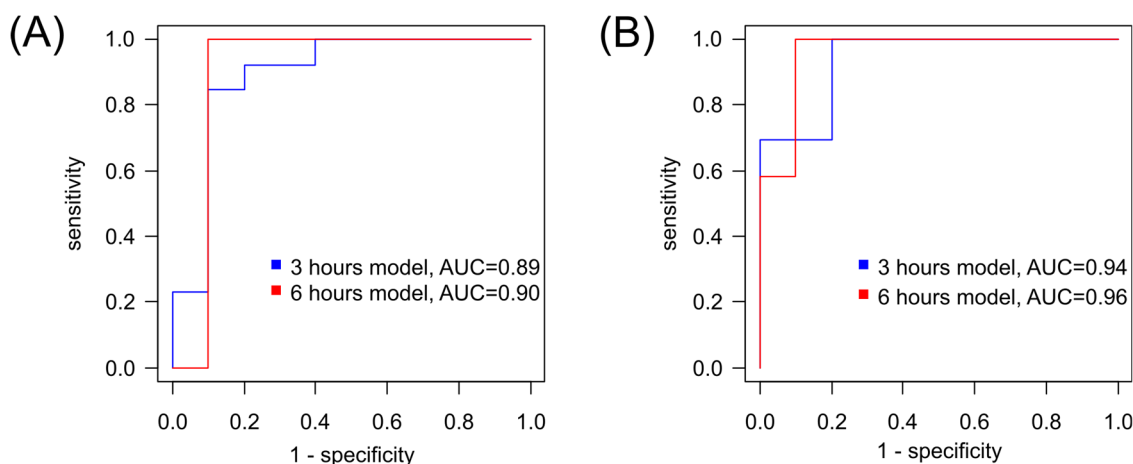 (A)
1.0
0.8
0.6
0.4
0.2
0.0
sensitivity
3 hours model, AUC=0.89
6 hours model, AUC=0.90
0.0 0.2 0.4 0.6 0.8 1.0
1 - specificity
(B)
1.0
0.8
0.6
0.4
0.2
0.0
sensitivity
3 hours model, AUC=0.94
6 hours model, AUC=0.96
0.0 0.2 0.4 0.6 0.8 1.0
1 - specificity